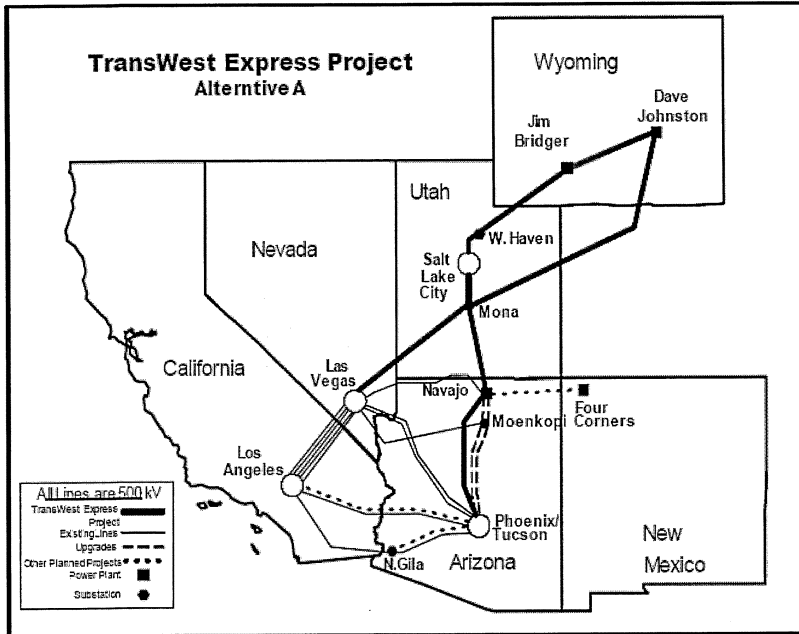 TransWest Express Project
Alterntive A
Wyoming
Dave
Johnston
Jim
Bridger
Utah
Nevada
W. Haven
Salt
Lake
City
Mona
California
Las
Vegas
Navajo
Four
Corners
Moenkopi
Los
Angeles
Phoenix/
Tucson
New
Mexico
Arizona
N.Gila
All Lines are 500 kV
TransWest Express
Project
Existing Lines
Upgrades
Other Planned Projects
Power Plant
Substation